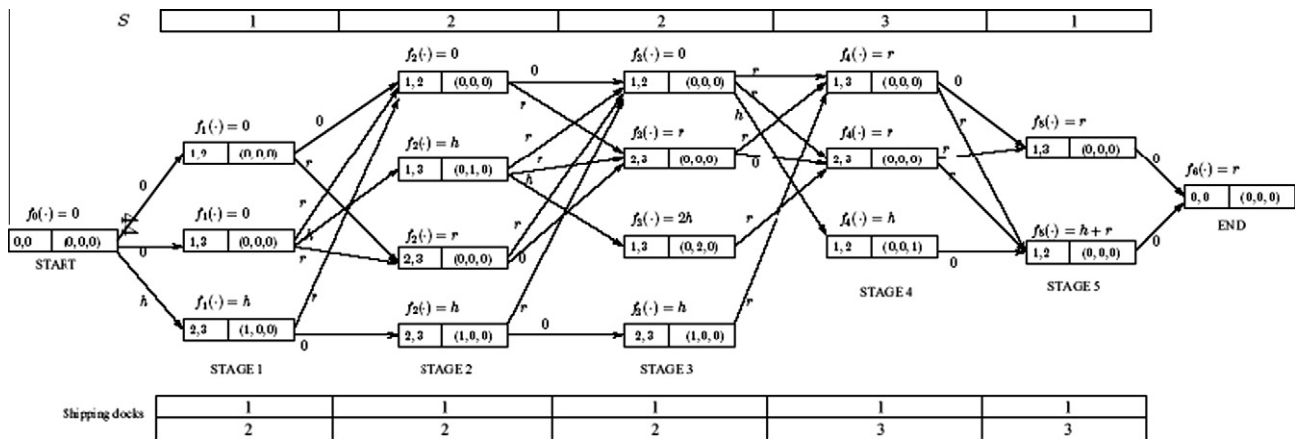 S 1 2 2 3 1
f₂(·) = 0 f₃(·) = 0 f₄(·) = r
1,2 (0,0,0) 0 1,2 (0,0,0) r 1,3 (0,0,0) 0
r r h
f₁(·) = 0 0 f₂(·) = h r f₃(·) = r r f₄(·) = r f₅(·) = r
1,2 (0,0,0) r 1,3 (0,1,0) r h 2,3 (0,0,0) 0 2,3 (0,0,0) r r 1,3 (0,0,0) 0 f₆(·) = r
0 r 0,0 (0,0,0)
f₀(·) = 0 f₁(·) = 0 h f₂(·) = r r f₃(·) = 2h r f₄(·) = h f₅(·) = h + r END
0,0 (0,0,0) 0 1,3 (0,0,0) r 2,3 (0,0,0) 0 1,3 (0,2,0) 1,2 (0,0,1) 0 1,2 (0,0,0) 0
START STAGE 4 STAGE 5
h f₁(·) = h r f₂(·) = h r r
2,3 (1,0,0) 0 2,3 (1,0,0) 0 2,3 (1,0,0)
STAGE 1 STAGE 2 STAGE 3
Shipping docks 1 1 1 1 1
2 2 2 3 3